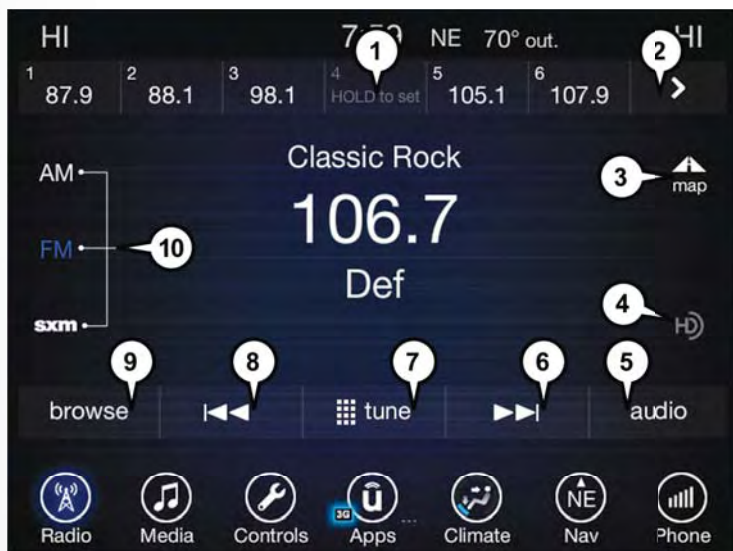 HI 7:59 NE 70° out. HI
1 2 3 4 5 6
87.9 88.1 98.1 HOLD to set 105.1 107.9
1 2
Classic Rock
AM 3 map
106.7
FM 10
Def
4
sxm HD
9 8 7 6 5
browse tune audio
NE
3G
Radio Media Controls Apps Climate Nav Phone